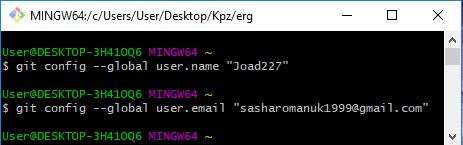 MINGW64:/c/Users/User/Desktop/Kpz/erg
User@DESKTOP-3H41OQ6 MINGW64 ~
$ git config --global user.name "Joad227"
User@DESKTOP-3H41OQ6 MINGW64 ~
$ git config --global user.email "sasharomanuk1999@gmail.com"
User@DESKTOP-3H41OQ6 MINGW64 ~